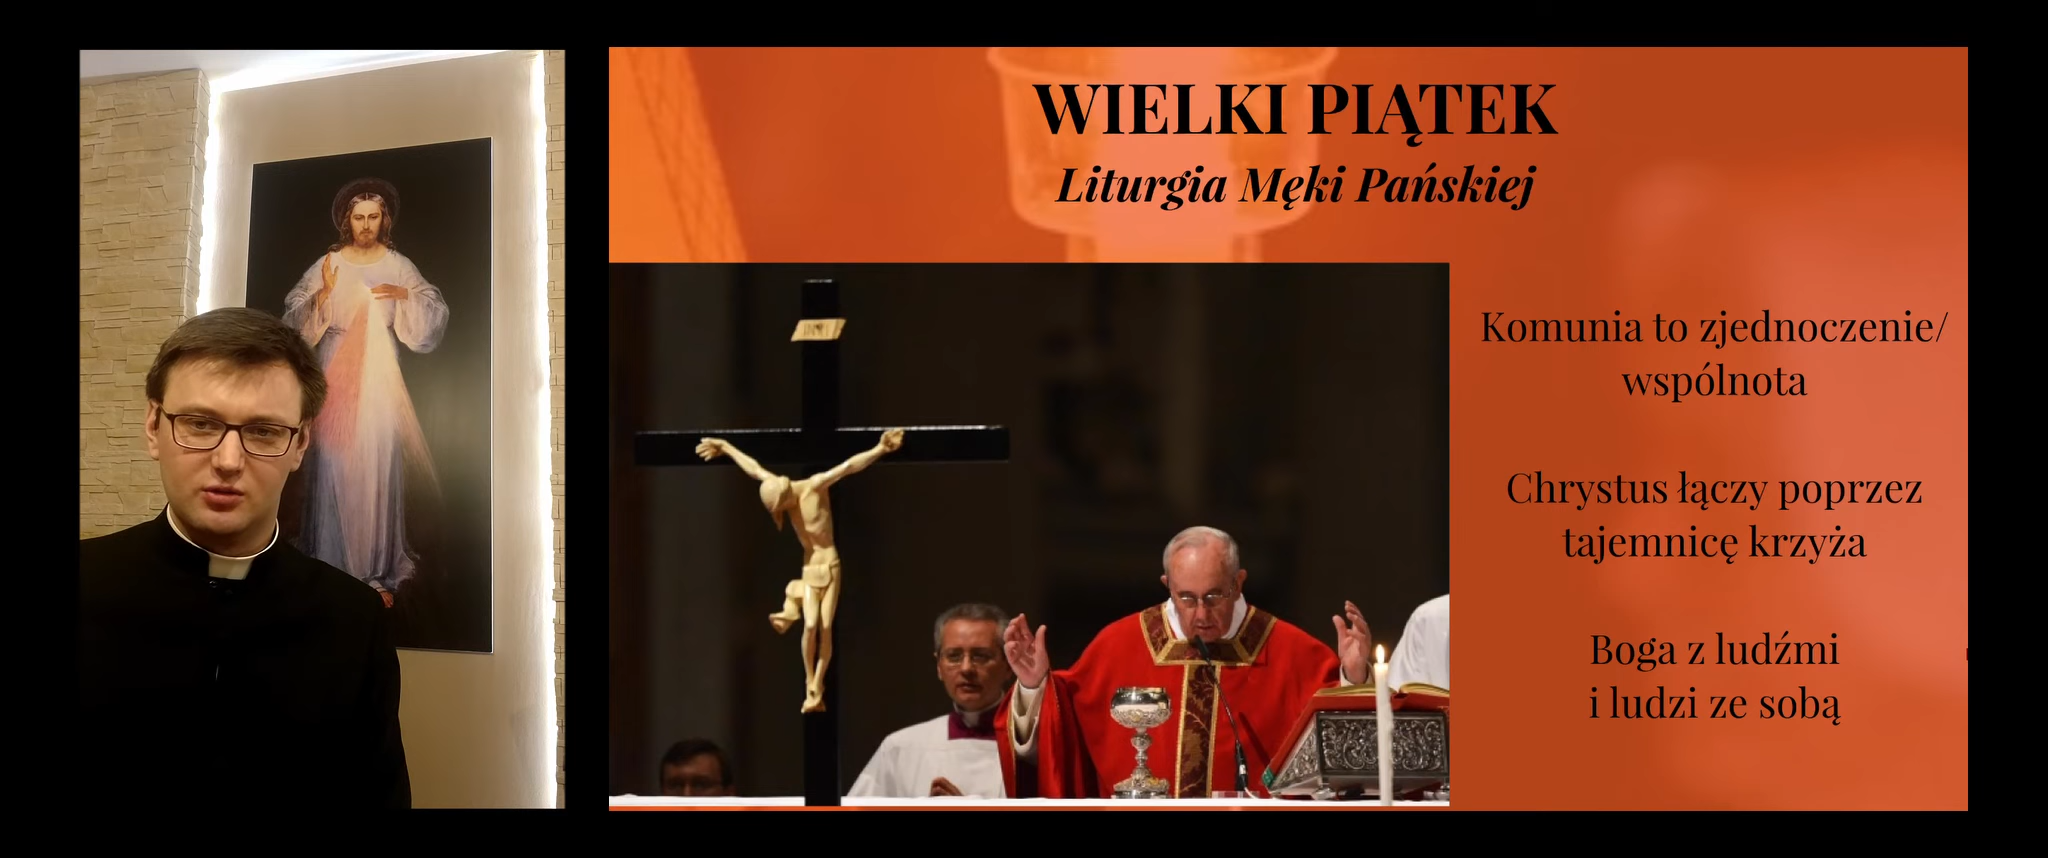 WIELKI PIĄTEK
Liturgia Męki Pańskiej
INRI
Komunia to zjednoczenie/
wspólnota
Chrystus łączy poprzez
tajemnicę krzyża
Boga z ludźmi
i ludzi ze sobą